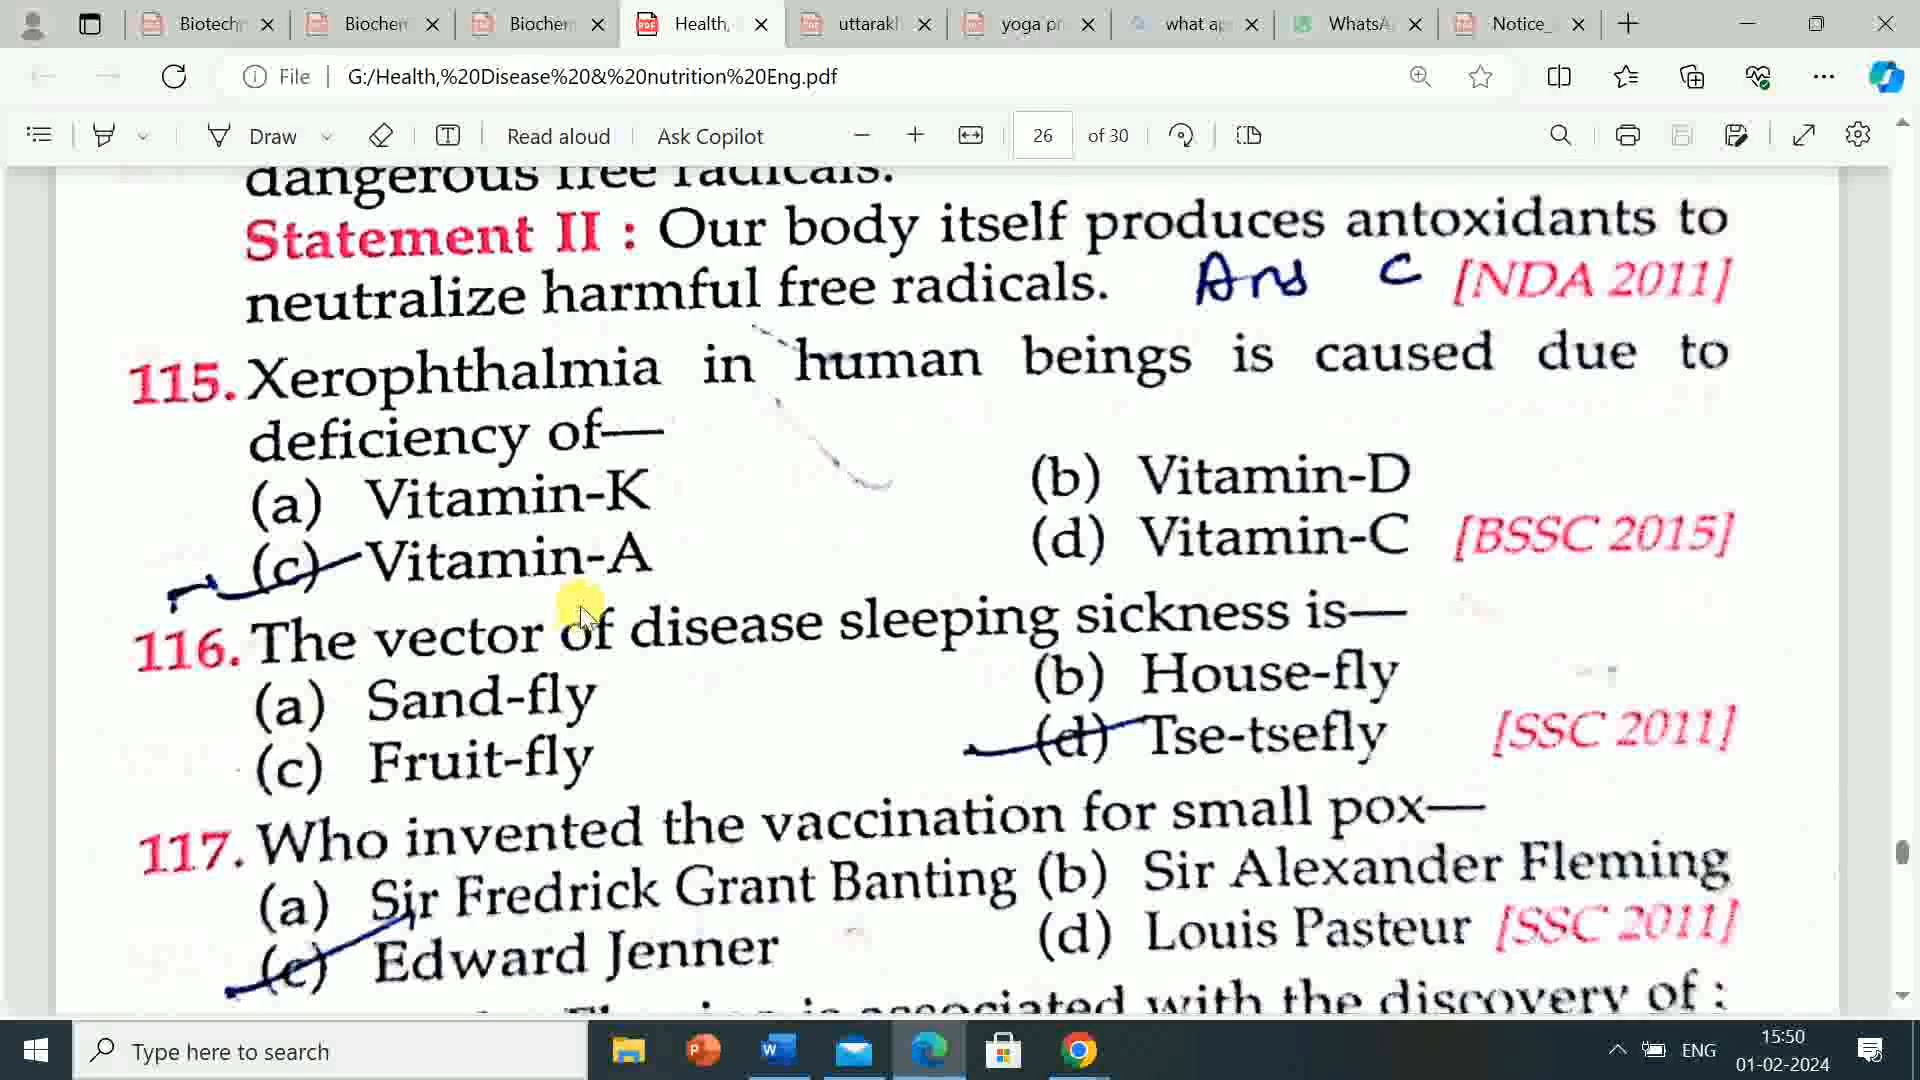 Biotech
Biochem
Biochem
Health,
uttarakl
yoga pr
what ap
WhatsA
Notice_
File
G:/Health,%20Disease%20&%20nutrition%20Eng.pdf
Draw
Read aloud
Ask Copilot
26
of 30
dangerous free radicals.
Statement II : Our body itself produces antoxidants to
neutralize harmful free radicals. Ans C [NDA 2011]
115. Xerophthalmia in human beings is caused due to
deficiency of—
(a) Vitamin-K (b) Vitamin-D
(c) Vitamin-A (d) Vitamin-C [BSSC 2015]
116. The vector of disease sleeping sickness is—
(a) Sand-fly (b) House-fly
(c) Fruit-fly (d) Tse-tsefly [SSC 2011]
117. Who invented the vaccination for small pox—
(a) Sir Fredrick Grant Banting (b) Sir Alexander Fleming
(c) Edward Jenner (d) Louis Pasteur [SSC 2011]
is associated with the discovery of :
Type here to search
ENG
15:50
01-02-2024